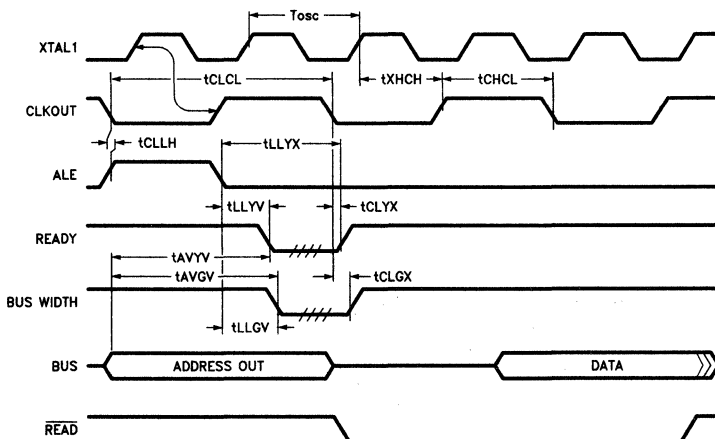 Tosc
XTAL1
tCLCL
tXHCH
tCHCL
CLKOUT
tCLLH
tLLYX
ALE
tLLYV
tCLYX
READY
tAVYV
tAVGV
tCLGX
BUS WIDTH
tLLGV
BUS
ADDRESS OUT
DATA
READ